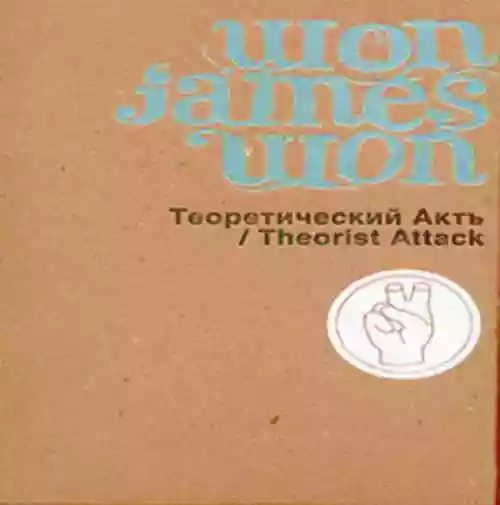 won
james
won
Теоретический Актъ
/ Theorist Attack